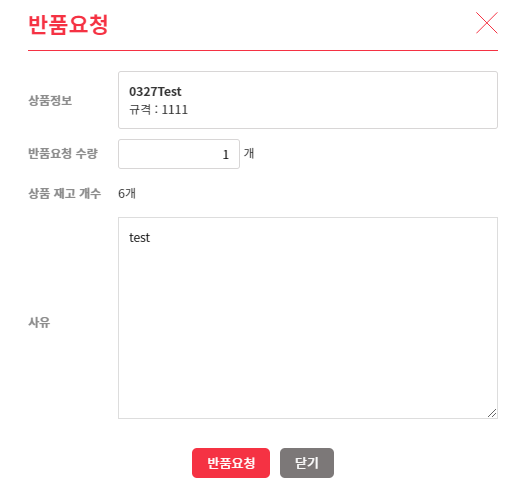 반품요청
상품정보
0327Test
규격 : 1111
반품요청 수량
1 개
상품 재고 개수
6개
사유
test
반품요청 닫기